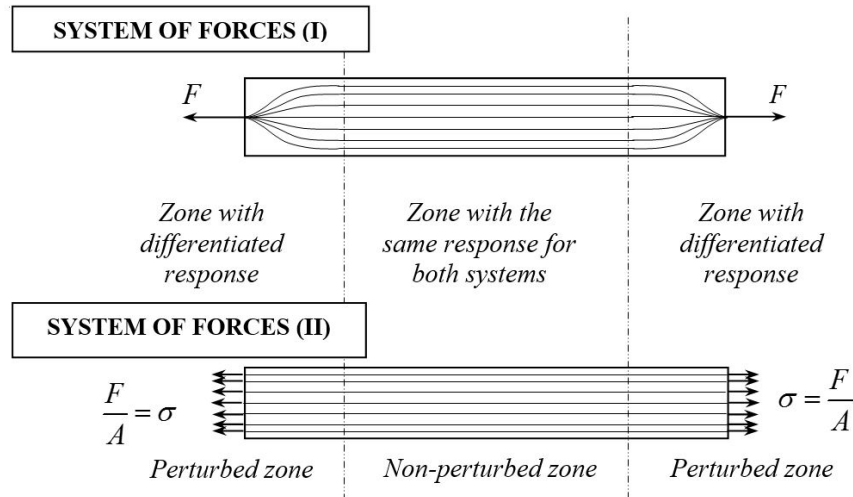 SYSTEM OF FORCES (I)
F
F
Zone with
differentiated
response
Zone with the
same response for
both systems
Zone with
differentiated
response
SYSTEM OF FORCES (II)
F/A = σ
σ = F/A
Perturbed zone
Non-perturbed zone
Perturbed zone